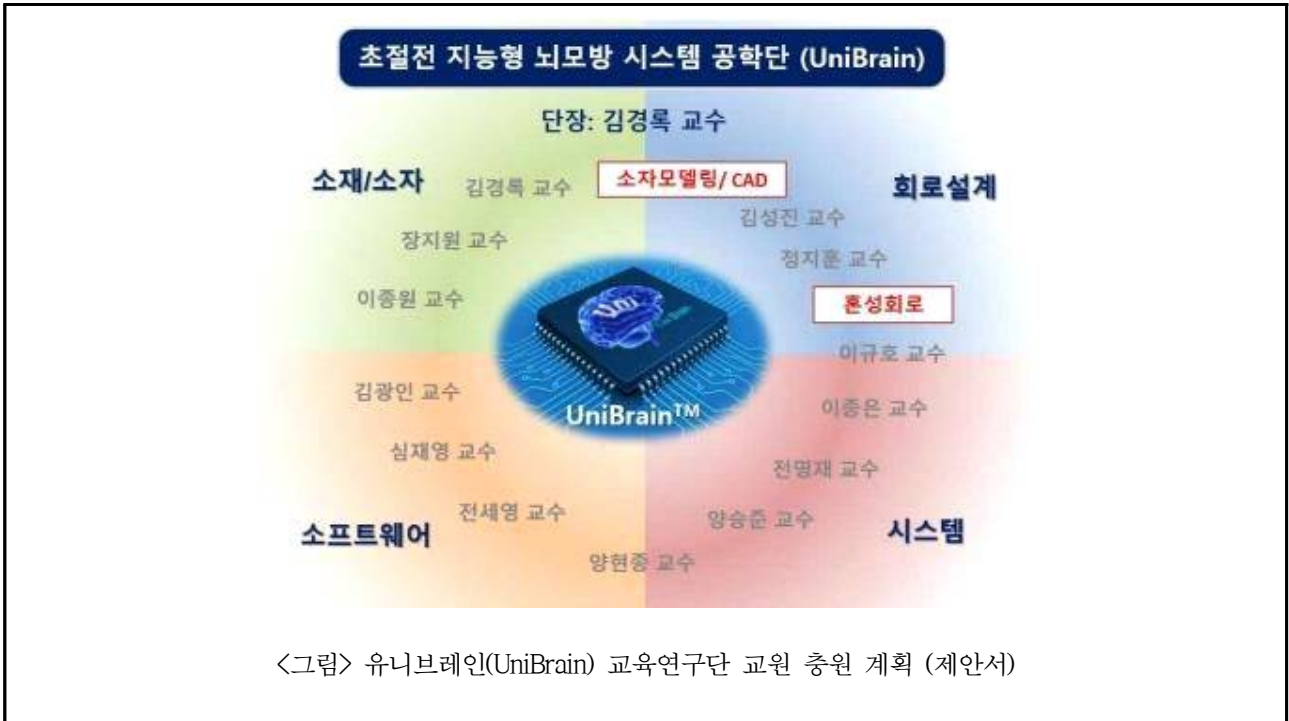 초절전 지능형 뇌모방 시스템 공학단 (UniBrain)
단장: 김경록 교수
소재/소자
김경록 교수
소자모델링/ CAD
회로설계
김성진 교수
장지원 교수
정지훈 교수
이종원 교수
혼성회로
이규호 교수
Uni
UniBrain™
김광인 교수
이종은 교수
심재영 교수
전명재 교수
전세영 교수
양승준 교수
소프트웨어
시스템
양현종 교수
<그림> 유니브레인(UniBrain) 교육연구단 교원 충원 계획 (제안서)